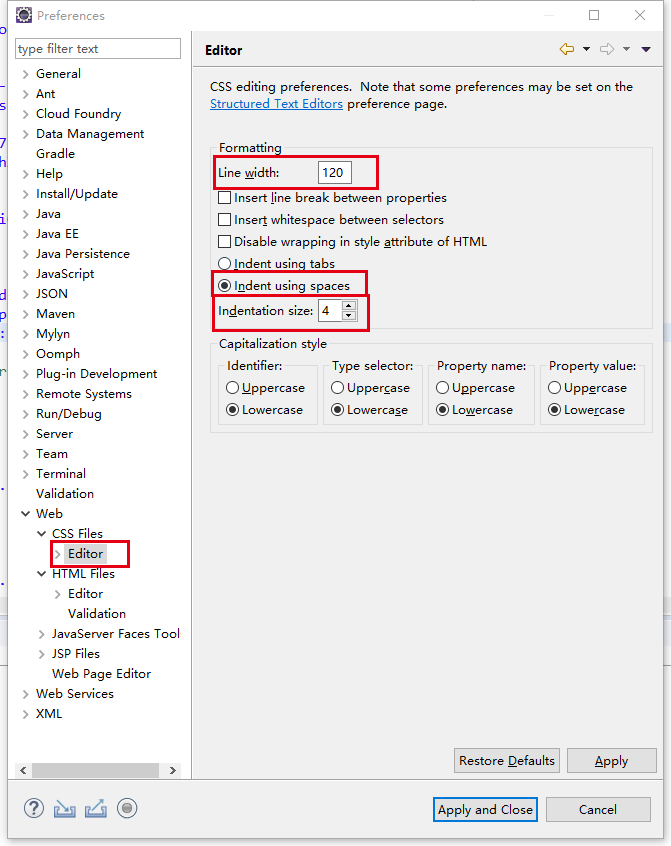 Preferences
type filter text
General
Ant
Cloud Foundry
Data Management
Gradle
Help
Install/Update
Java
Java EE
Java Persistence
JavaScript
JSON
Maven
Mylyn
Oomph
Plug-in Development
Remote Systems
Run/Debug
Server
Team
Terminal
Validation
Web
CSS Files
Editor
HTML Files
Editor
Validation
JavaServer Faces Tool
JSP Files
Web Page Editor
Web Services
XML
Editor
CSS editing preferences.  Note that some preferences may be set on the
Structured Text Editors preference page.
Formatting
Line width: 120
Insert line break between properties
Insert whitespace between selectors
Disable wrapping in style attribute of HTML
Indent using tabs
Indent using spaces
Indentation size: 4
Capitalization style
Identifier: Type selector: Property name: Property value:
Uppercase Uppercase Uppercase Uppercase
Lowercase Lowercase Lowercase Lowercase
Restore Defaults Apply
Apply and Close Cancel